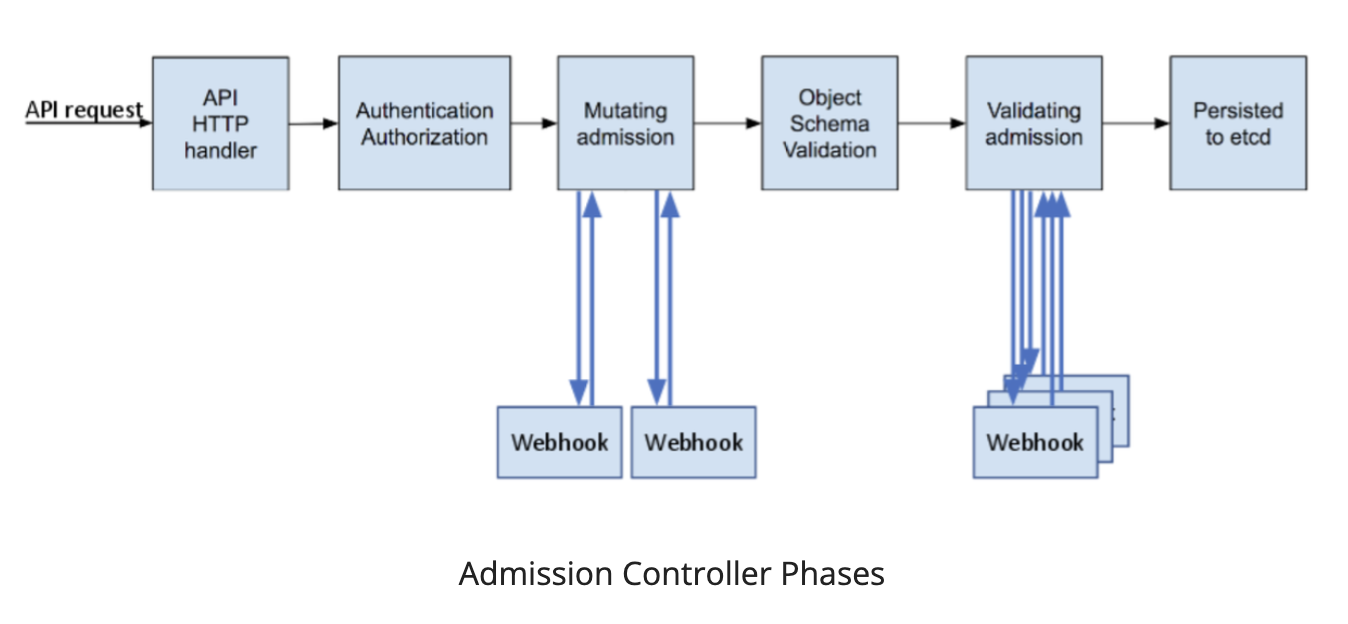 API request
API
HTTP
handler
Authentication
Authorization
Mutating
admission
Object
Schema
Validation
Validating
admission
Persisted
to etcd
Webhook
Webhook
Webhook
Admission Controller Phases